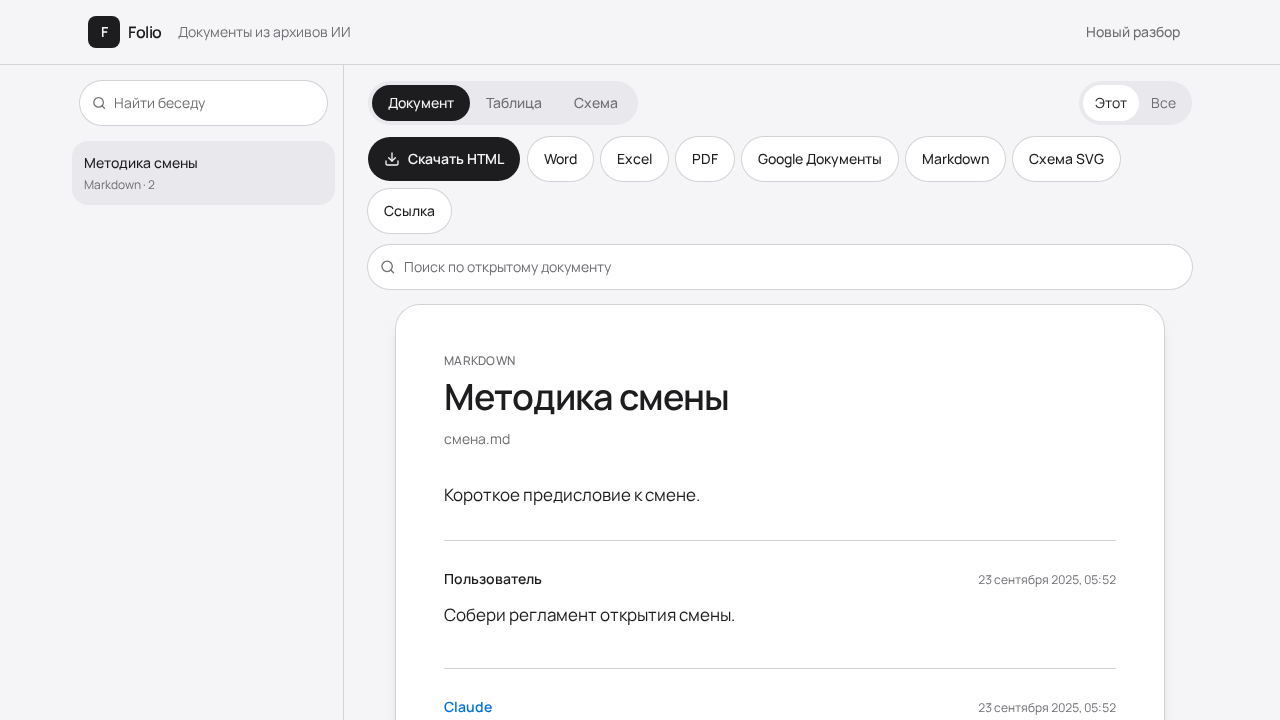 F Folio Документы из архивов ИИ Новый разбор
Найти беседу
Методика смены
Markdown · 2
Документ Таблица Схема Этот Все
Скачать HTML Word Excel PDF Google Документы Markdown Схема SVG
Ссылка
Поиск по открытому документу
MARKDOWN
Методика смены
смена.md
Короткое предисловие к смене.
Пользователь 23 сентября 2025, 05:52
Собери регламент открытия смены.
Claude 23 сентября 2025, 05:52